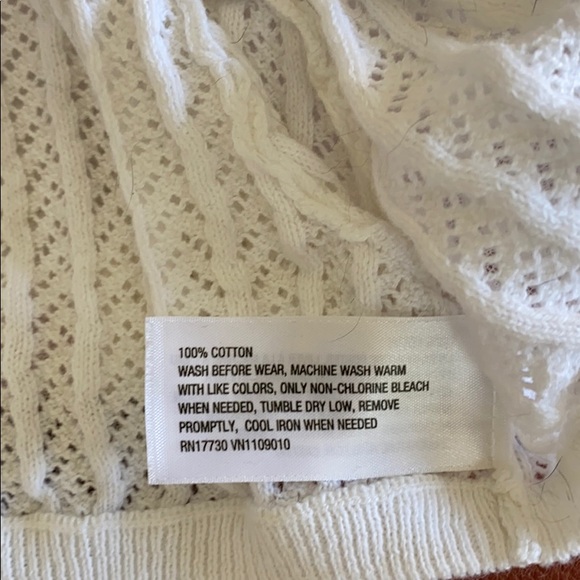 100% COTTON
WASH BEFORE WEAR, MACHINE WASH WARM
WITH LIKE COLORS, ONLY NON-CHLORINE BLEACH
WHEN NEEDED, TUMBLE DRY LOW, REMOVE
PROMPTLY, COOL IRON WHEN NEEDED
RN17730 VN1109010